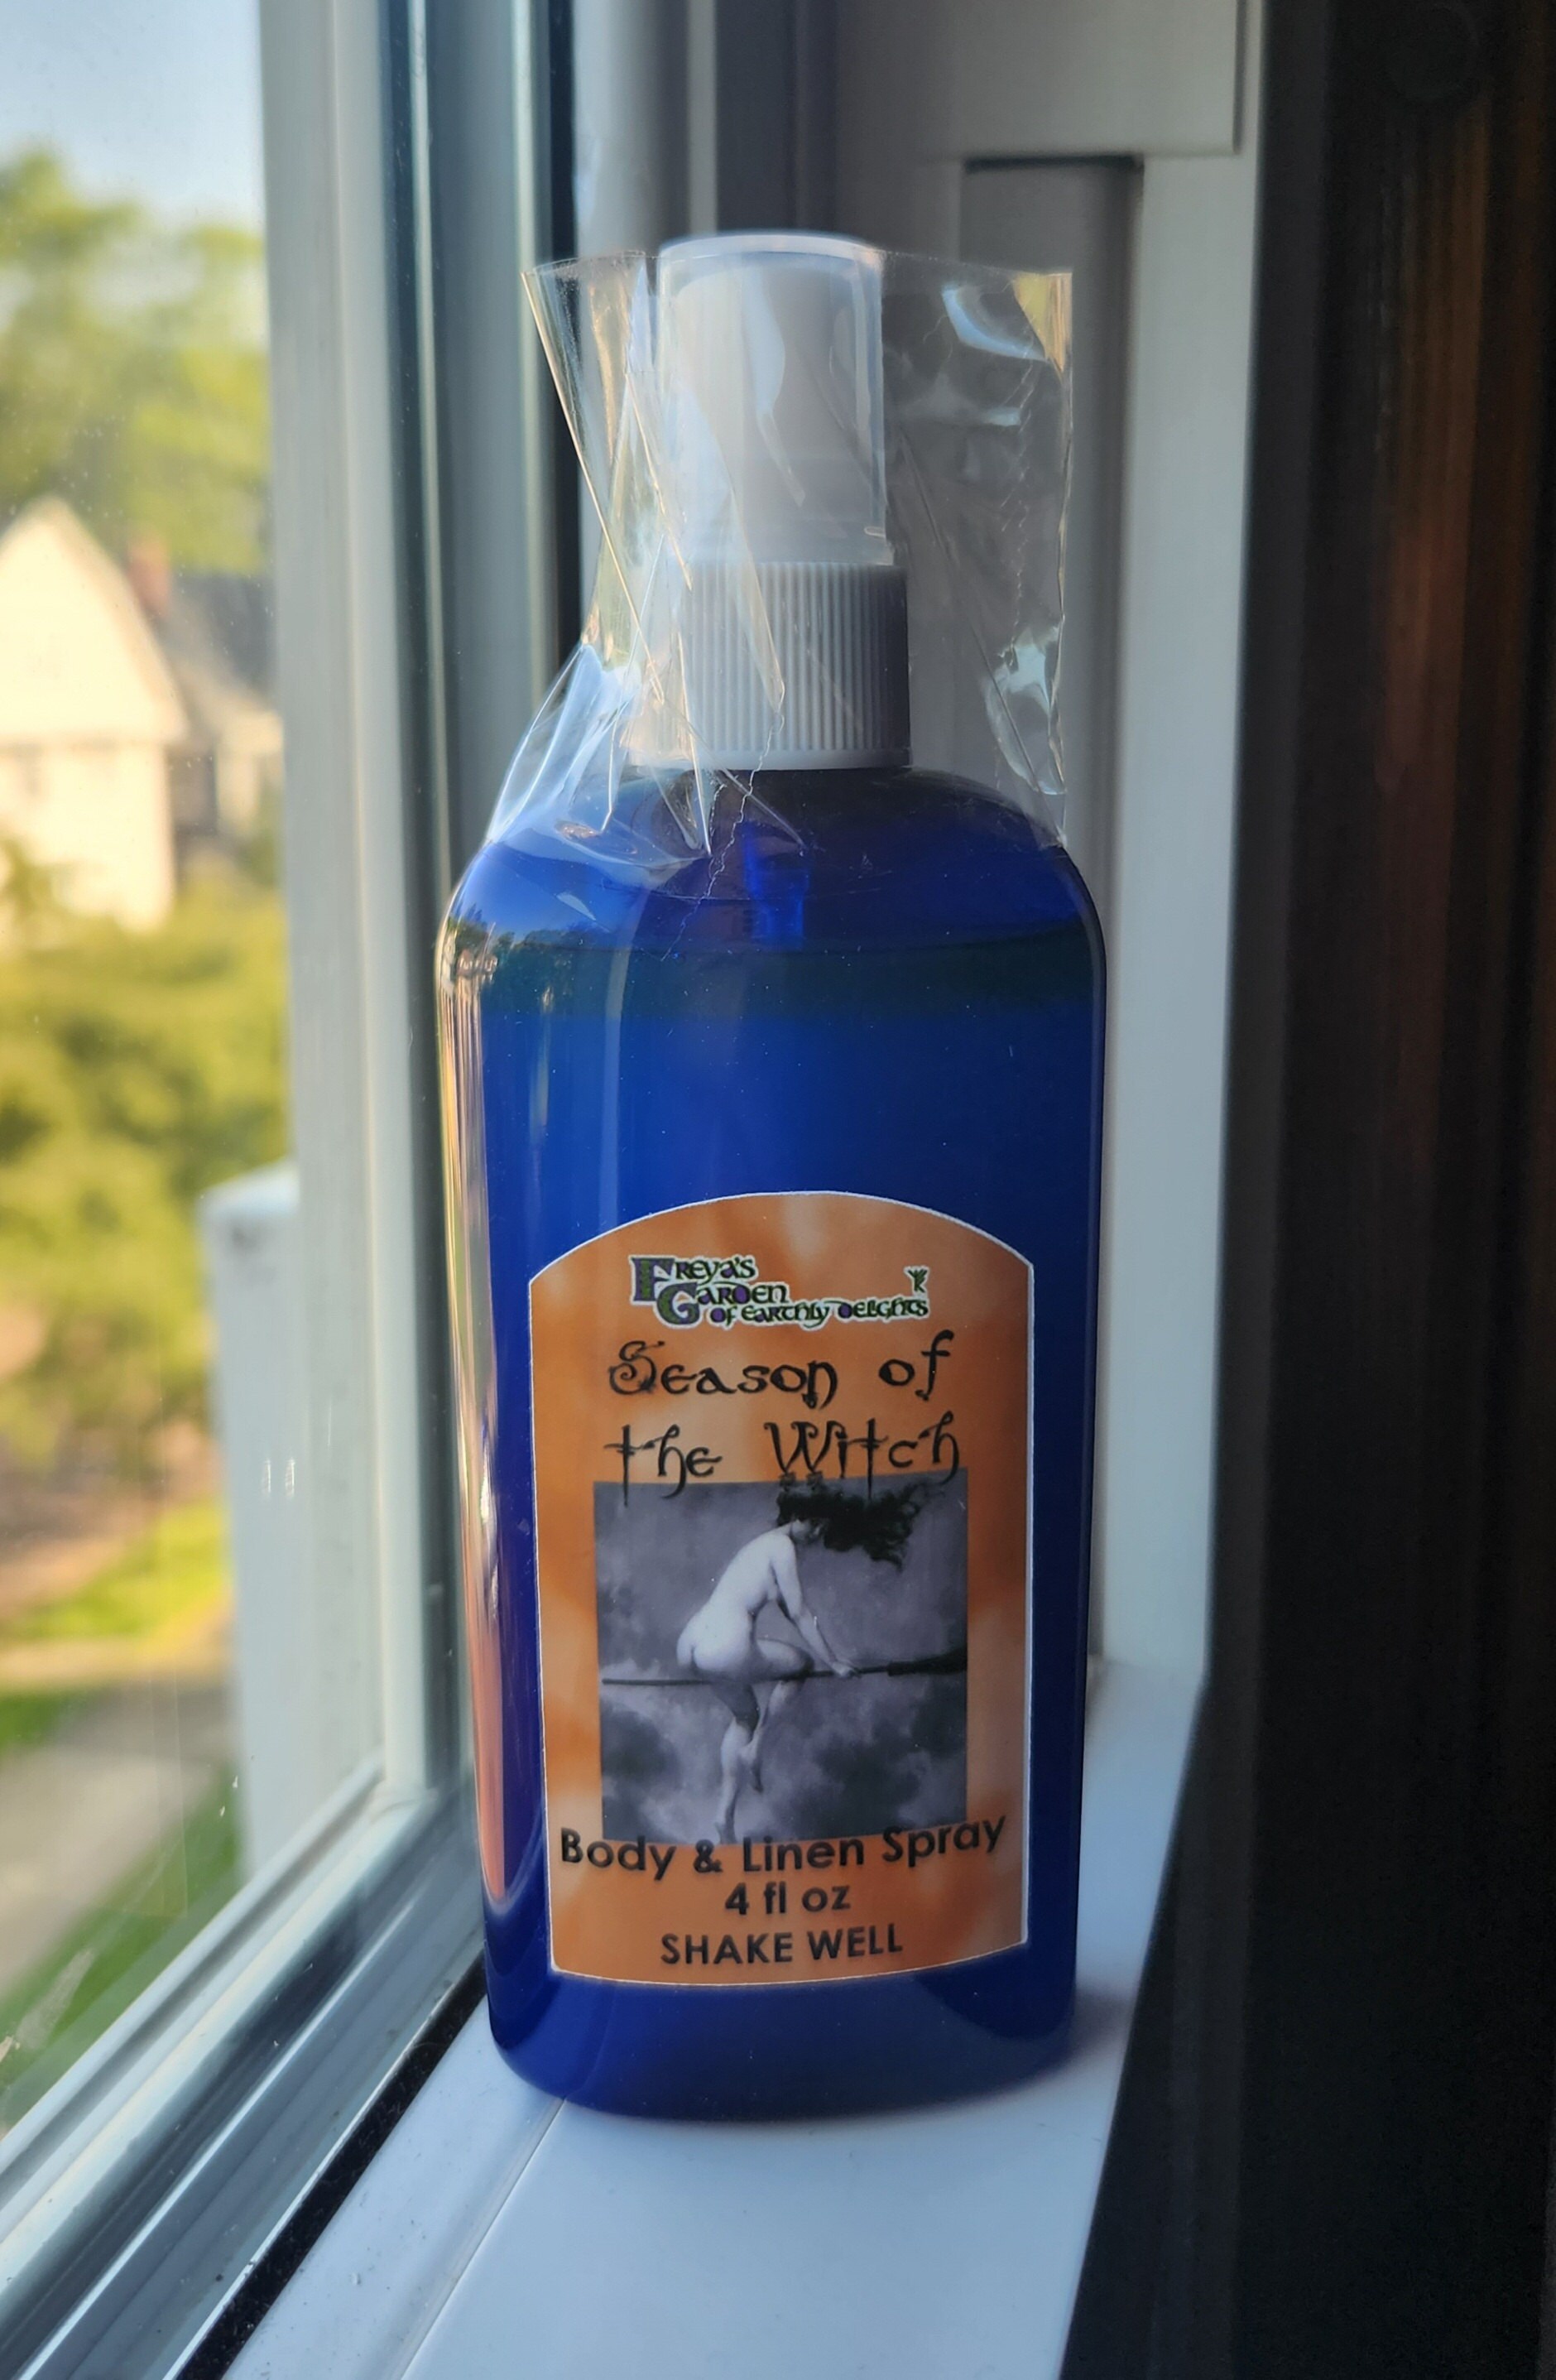 Freya's
Garden
of Earthly Delights
Season of
the Witch
Body & Linen Spray
4 fl oz
SHAKE WELL